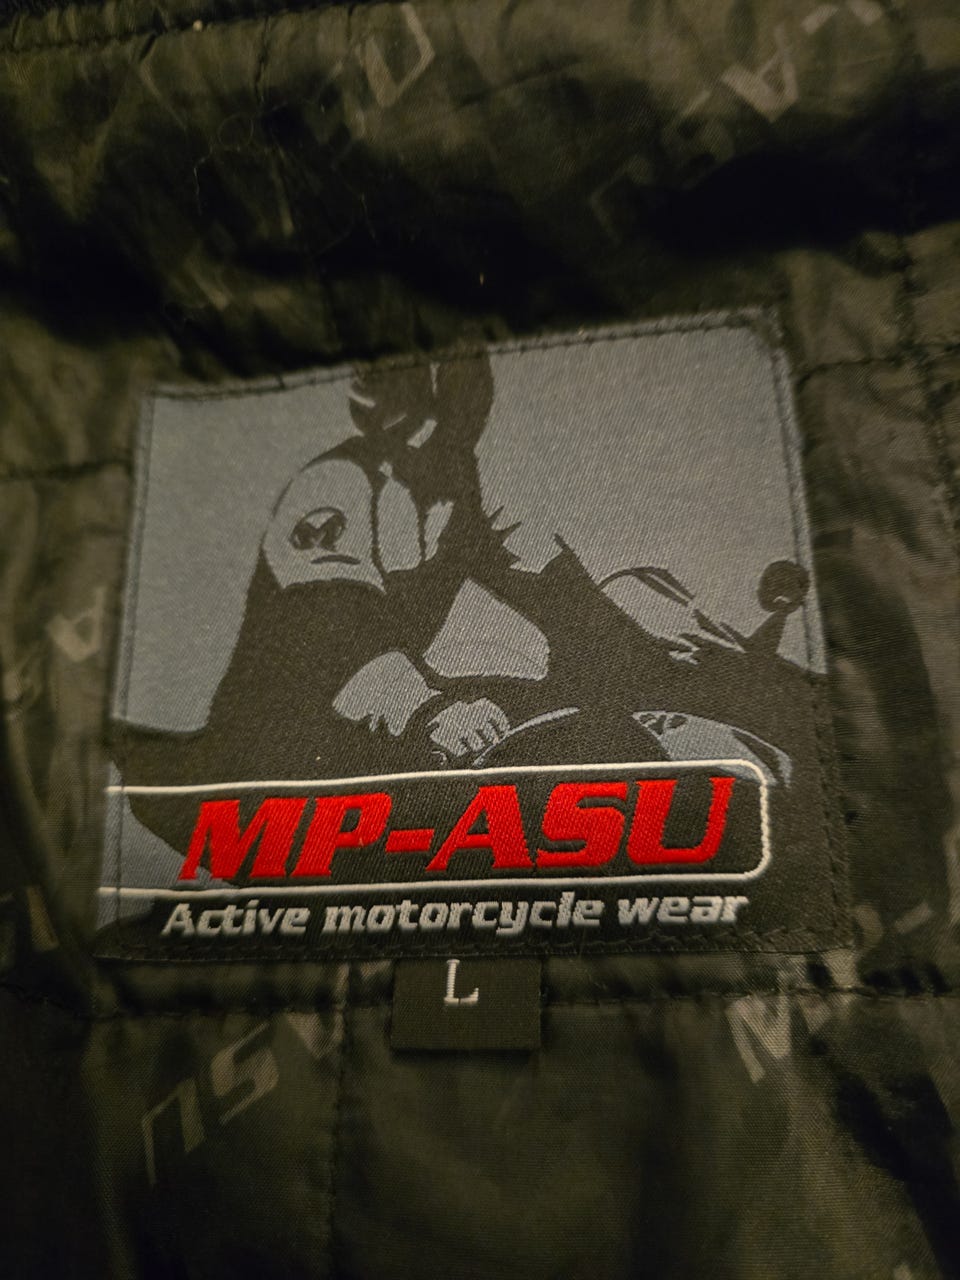 M
MP-ASU
Active motorcycle wear
L